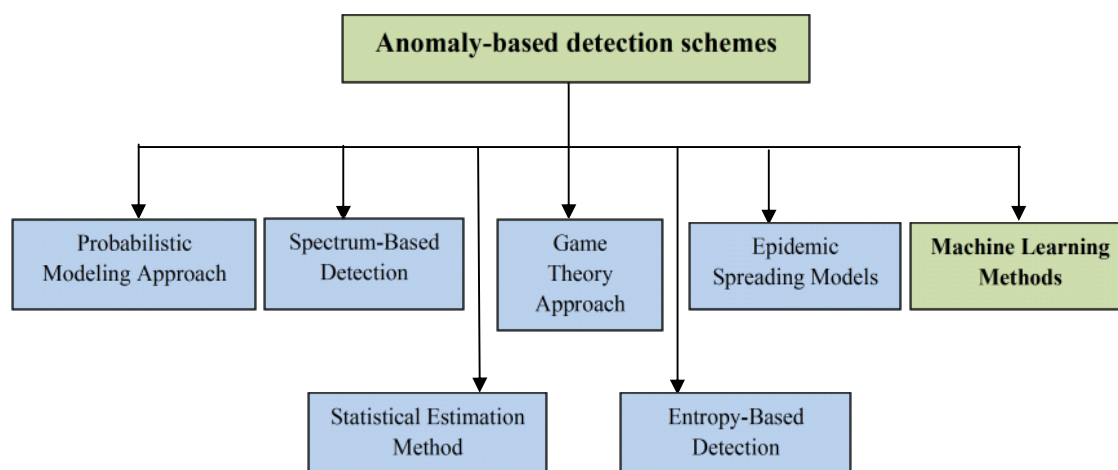 Anomaly-based detection schemes
Probabilistic
Modeling Approach
Spectrum-Based
Detection
Game
Theory
Approach
Epidemic
Spreading Models
Machine Learning
Methods
Statistical Estimation
Method
Entropy-Based
Detection